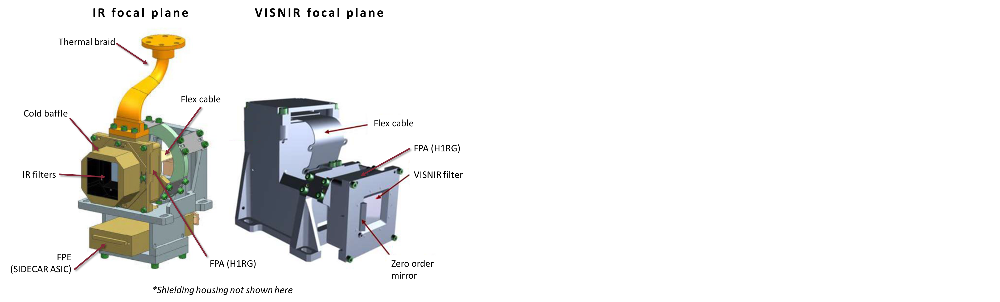 IR focal plane
VISNIR focal plane
Thermal braid
Flex cable
Cold baffle
IR filters
FPE
(SIDECAR ASIC)
FPA (H1RG)
Flex cable
FPA (H1RG)
VISNIR filter
Zero order
mirror
*Shielding housing not shown here